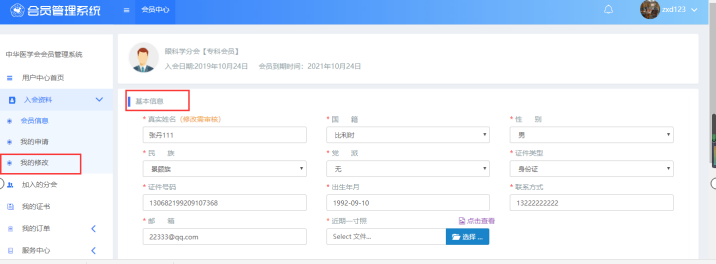 会员管理系统
会员中心
zxd123
中华医学会会员管理系统
用户中心首页
入会资料
会员信息
我的申请
我的修改
加入的分会
我的证书
我的订单
服务中心
眼科学分会【专科会员】
入会日期:2019年10月24日 会员到期时间：2021年10月24日
基本信息
* 真实姓名（修改需审核） * 国 籍 * 性 别
张丹111 比利时 男
* 民 族 * 党 派 * 证件类型
景颇族 无 身份证
* 证件号码 * 出生年月 * 联系方式
130682199209107368 1992-09-10 13222222222
* 邮 箱 * 近期一寸照 点击查看
22333@qq.com Select 文件... 选择 ...